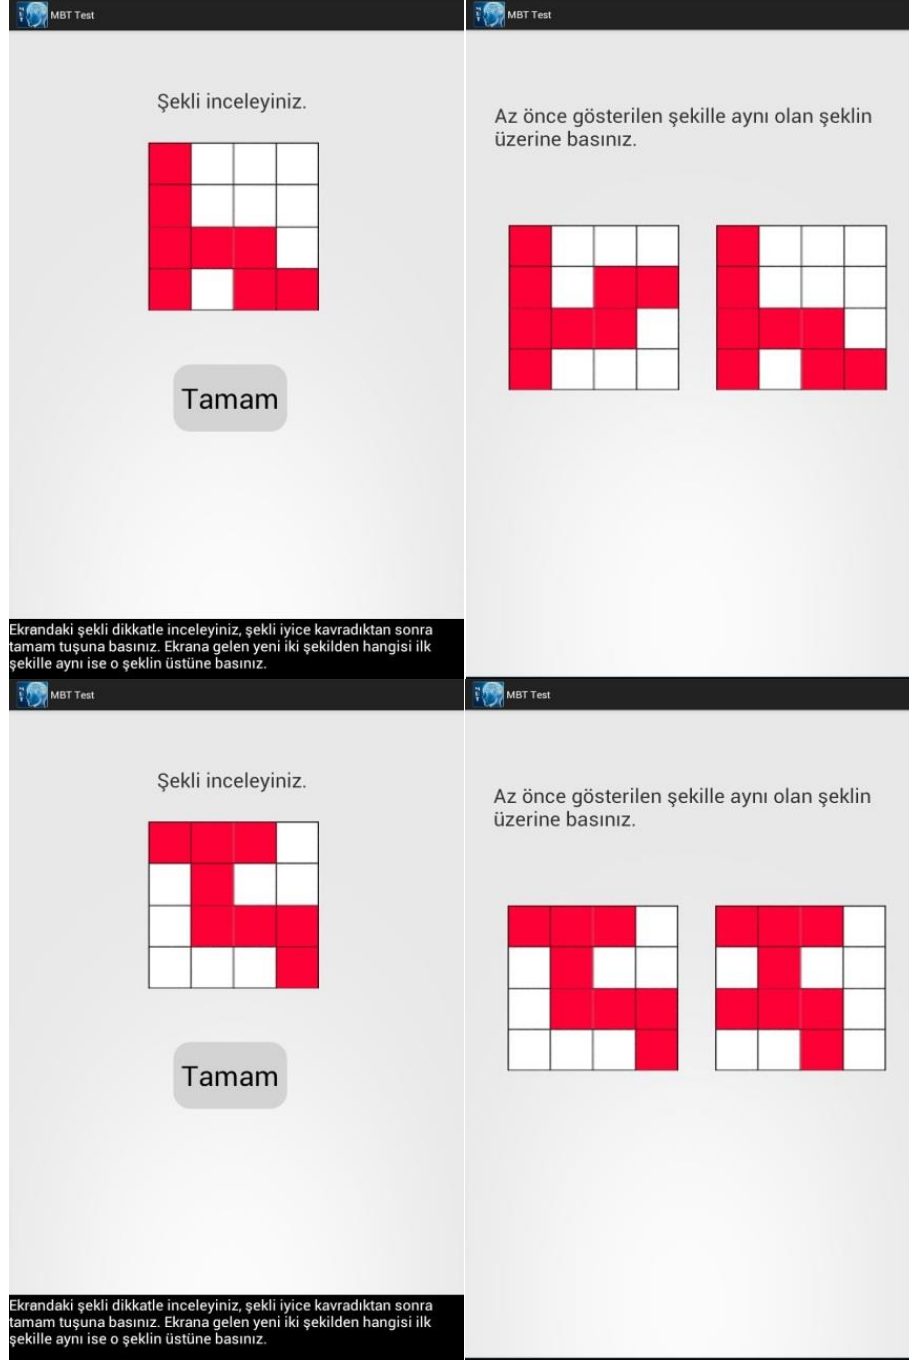 MBT Test
Şekli inceleyiniz.
Tamam
Ekrandaki şekli dikkatle inceleyiniz, şekli iyice kavradıktan sonra
tamam tuşuna basınız. Ekrana gelen yeni iki şekilden hangisi ilk
şekille aynı ise o şeklin üstüne basınız.
MBT Test
Az önce gösterilen şekille aynı olan şeklin
üzerine basınız.
MBT Test
Şekli inceleyiniz.
Tamam
Ekrandaki şekli dikkatle inceleyiniz, şekli iyice kavradıktan sonra
tamam tuşuna basınız. Ekrana gelen yeni iki şekilden hangisi ilk
şekille aynı ise o şeklin üstüne basınız.
MBT Test
Az önce gösterilen şekille aynı olan şeklin
üzerine basınız.